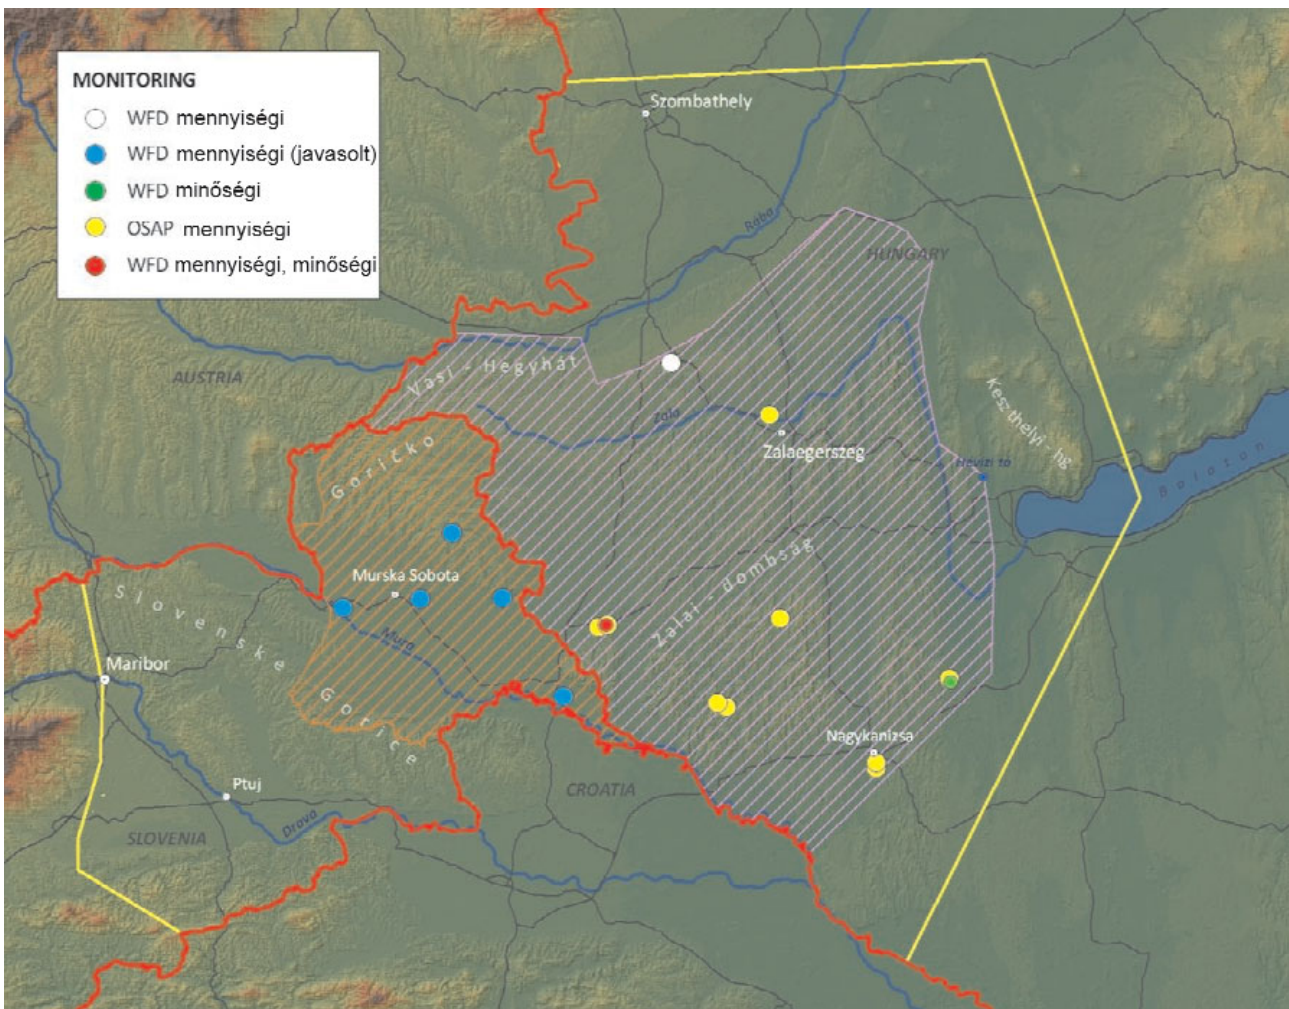 MONITORING
WFD mennyiségi
WFD mennyiségi (javasolt)
WFD minőségi
OSAP mennyiségi
WFD mennyiségi, minőségi
Szombathely
Rába
HUNGARY
AUSTRIA
Vasi - Hegyhát
Keszthelyi - hg.
Zala
Goričko
Zalaegerszeg
Hévízi tó
Balaton
Murska Sobota
Zalai - dombság
Slovenske Gorice
Mura
Maribor
Nagykanizsa
Ptuj
CROATIA
Drava
SLOVENIA